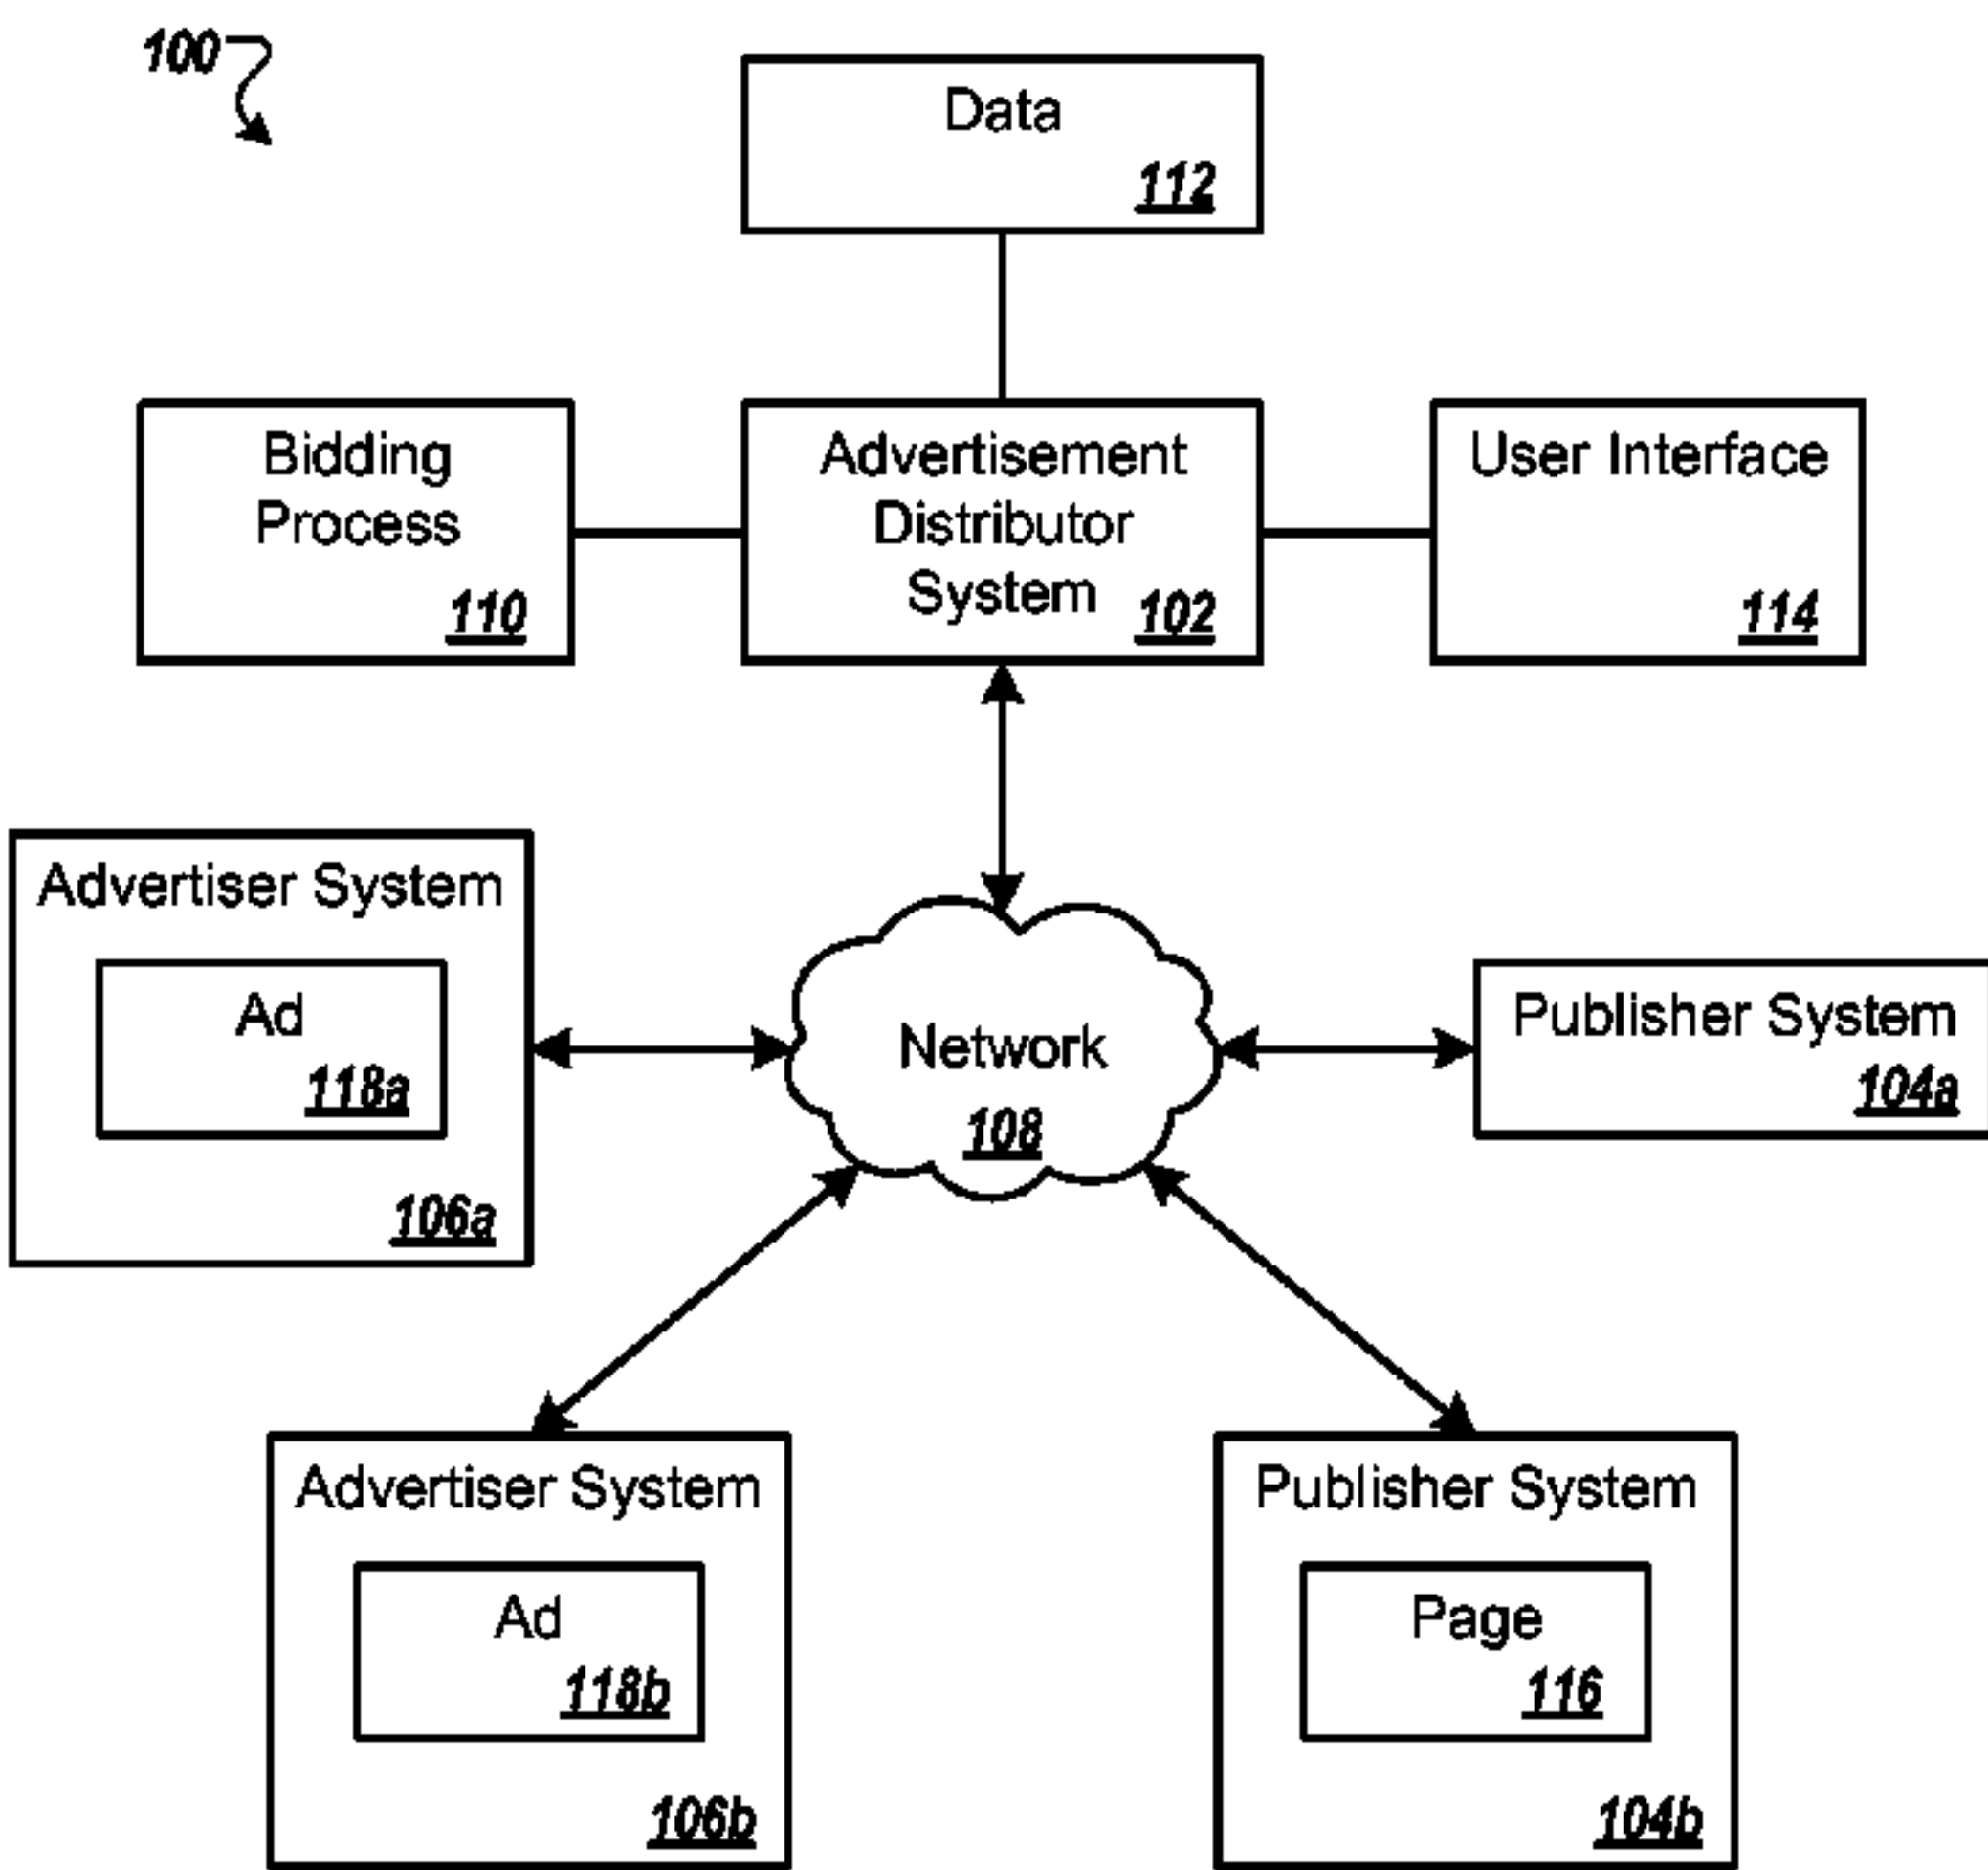 100
Data
112
Bidding
Process
110
Advertisement
Distributor
System 102
User Interface
114
Advertiser System
Ad
118a
106a
Network
108
Publisher System
104a
Advertiser System
Ad
118b
106b
Publisher System
Page
116
104b